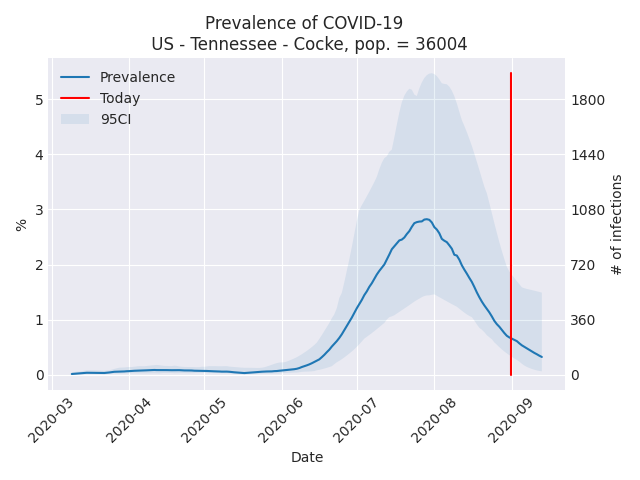 Prevalence of COVID-19
US - Tennessee - Cocke, pop. = 36004
Prevalence
Today
95CI
5
4
3
2
1
0
%
1800
1440
1080
720
360
0
# of infections
2020-03
2020-04
2020-05
2020-06
2020-07
2020-08
2020-09
Date